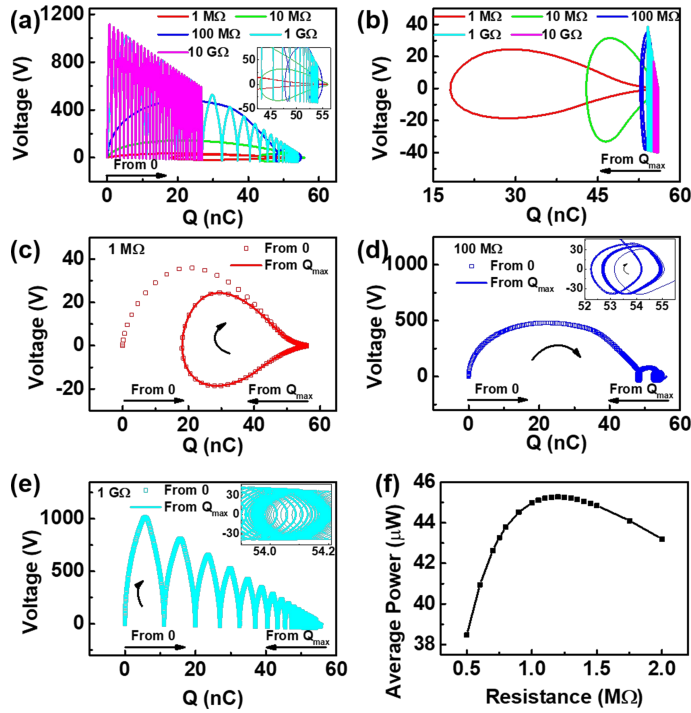 (a)
1 MΩ 10 MΩ
100 MΩ 1 GΩ
10 GΩ
1200
800
400
0
50
0
-50
45 50 55
From 0
0 20 40 60
Voltage (V)
Q (nC)
(b)
1 MΩ 10 MΩ 100 MΩ
1 GΩ 10 GΩ
40
20
0
-20
-40
From Qmax
15 30 45 60
Voltage (V)
Q (nC)
(c)
1 MΩ From 0
From Qmax
40
20
0
-20
From 0 From Qmax
0 10 20 30 40 50 60
Voltage (V)
Q (nC)
(d)
100 MΩ
From 0
From Qmax
1000
500
0
30
0
-30
52 53 54 55
From 0 From Qmax
0 20 40 60
Voltage (V)
Q (nC)
(e)
1 GΩ From 0
From Qmax
1000
500
0
30
0
-30
54.0 54.2
From 0 From Qmax
0 20 40 60
Voltage (V)
Q (nC)
(f)
46
44
42
40
38
0.5 1.0 1.5 2.0
Average Power (μW)
Resistance (MΩ)